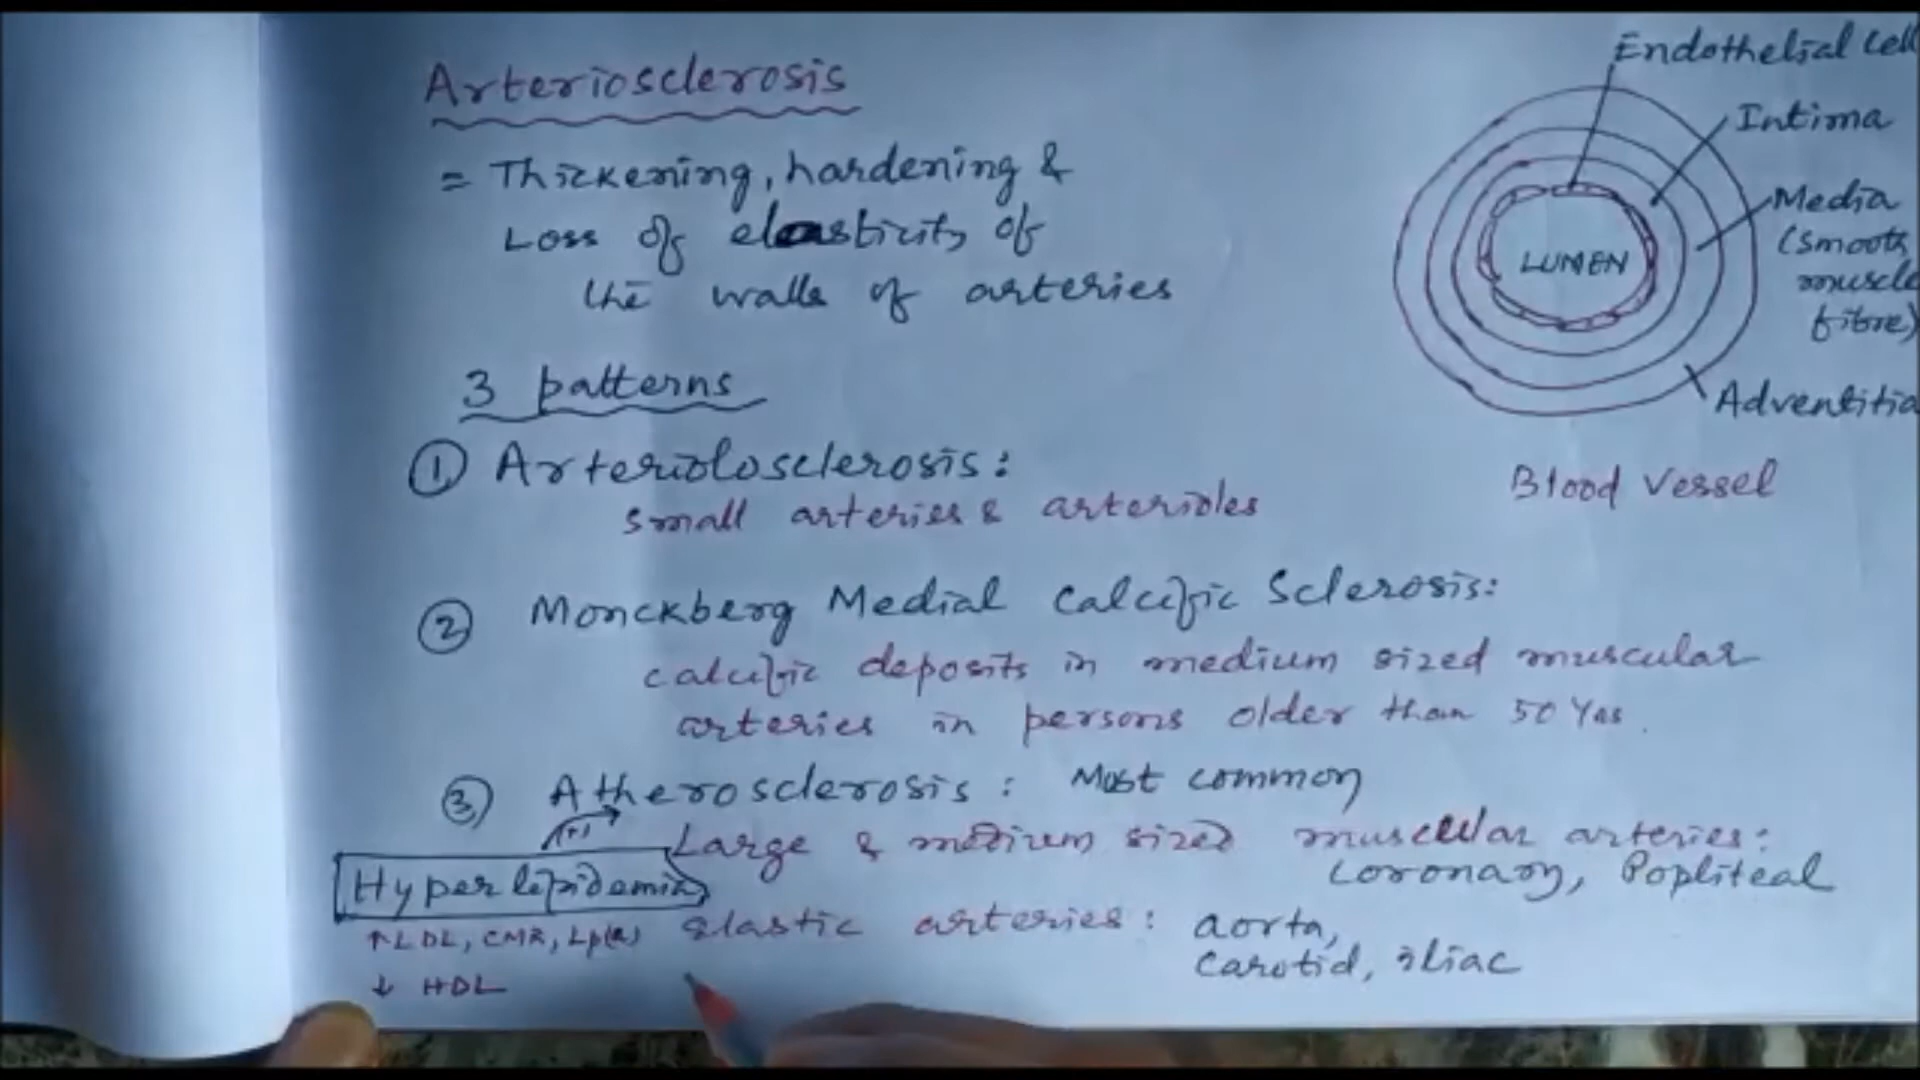 Arteriosclerosis
= Thickening, hardening &
Loss of elasticity of
the walls of arteries
3 patterns
① Arteriolosclerosis:
small arteries & arterioles
② Monckberg Medial Calcific Sclerosis:
calcific deposits in medium sized muscular
arteries in persons older than 50 Yrs.
③ Atherosclerosis: Most common
(+)
Large & medium sized muscular arteries:
Coronary, Popliteal
Hyperlipidemia
↑LDL, CMR, Lp(a)
↓ HDL
Elastic arteries: aorta,
Carotid, iliac
Endothelial Cell
Intima
Media
(Smooth
muscle
fibre)
Adventitia
LUMEN
Blood Vessel